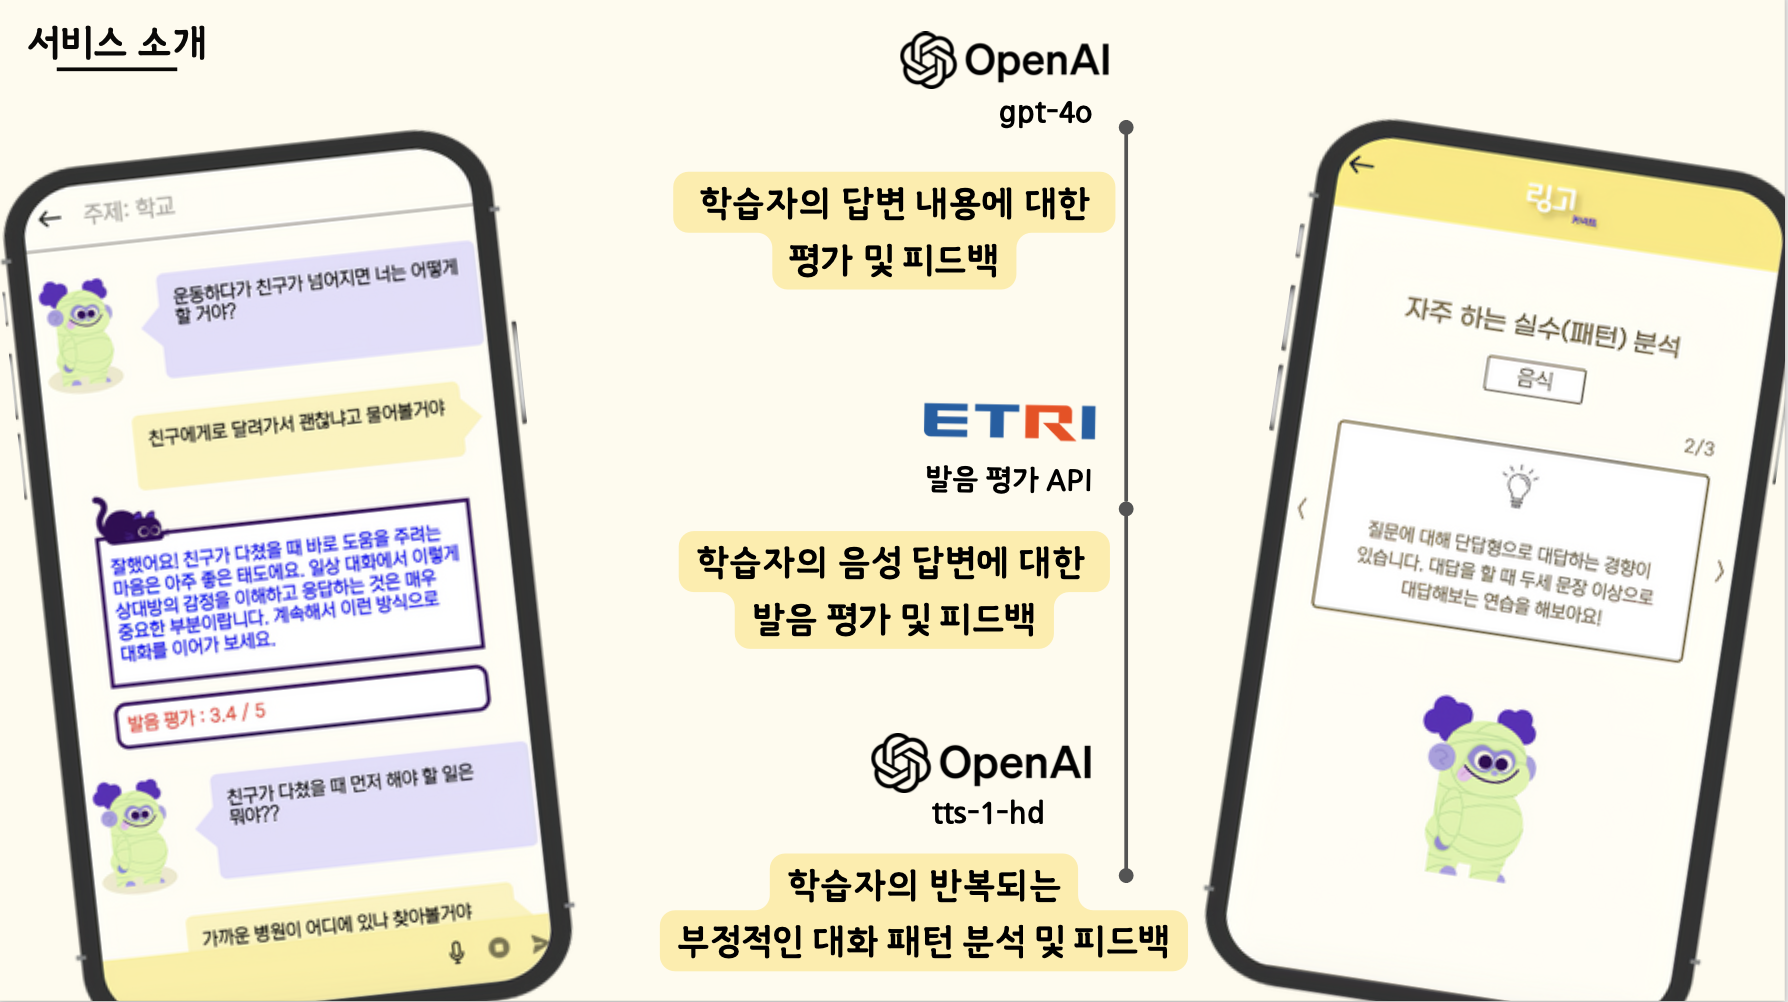 서비스 소개
주제: 학교
운동하다가 친구가 넘어지면 너는 어떻게
할 거야?
친구에게로 달려가서 괜찮냐고 물어볼거야
잘했어요! 친구가 다쳤을 때 바로 도움을 주려는
마음은 아주 좋은 태도에요. 일상 대화에서 이렇게
상대방의 감정을 이해하고 응답하는 것은 매우
중요한 부분이랍니다. 계속해서 이런 방식으로
대화를 이어가 보세요.
발음 평가 : 3.4 / 5
친구가 다쳤을 때 먼저 해야 할 일은
뭐야??
가까운 병원이 어디에 있나 찾아볼거야
OpenAI
gpt-4o
학습자의 답변 내용에 대한
평가 및 피드백
ETRI
발음 평가 API
학습자의 음성 답변에 대한
발음 평가 및 피드백
OpenAI
tts-1-hd
학습자의 반복되는
부정적인 대화 패턴 분석 및 피드백
링고
커넥트
자주 하는 실수(패턴) 분석
음식
2/3
질문에 대해 단답형으로 대답하는 경향이
있습니다. 대답을 할 때 두세 문장 이상으로
대답해보는 연습을 해보아요!